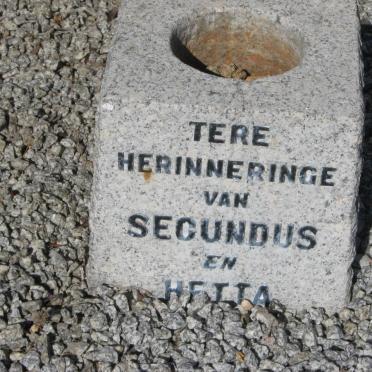 TERE
HERINNERINGE
VAN
SECUNDUS
EN
HETTA